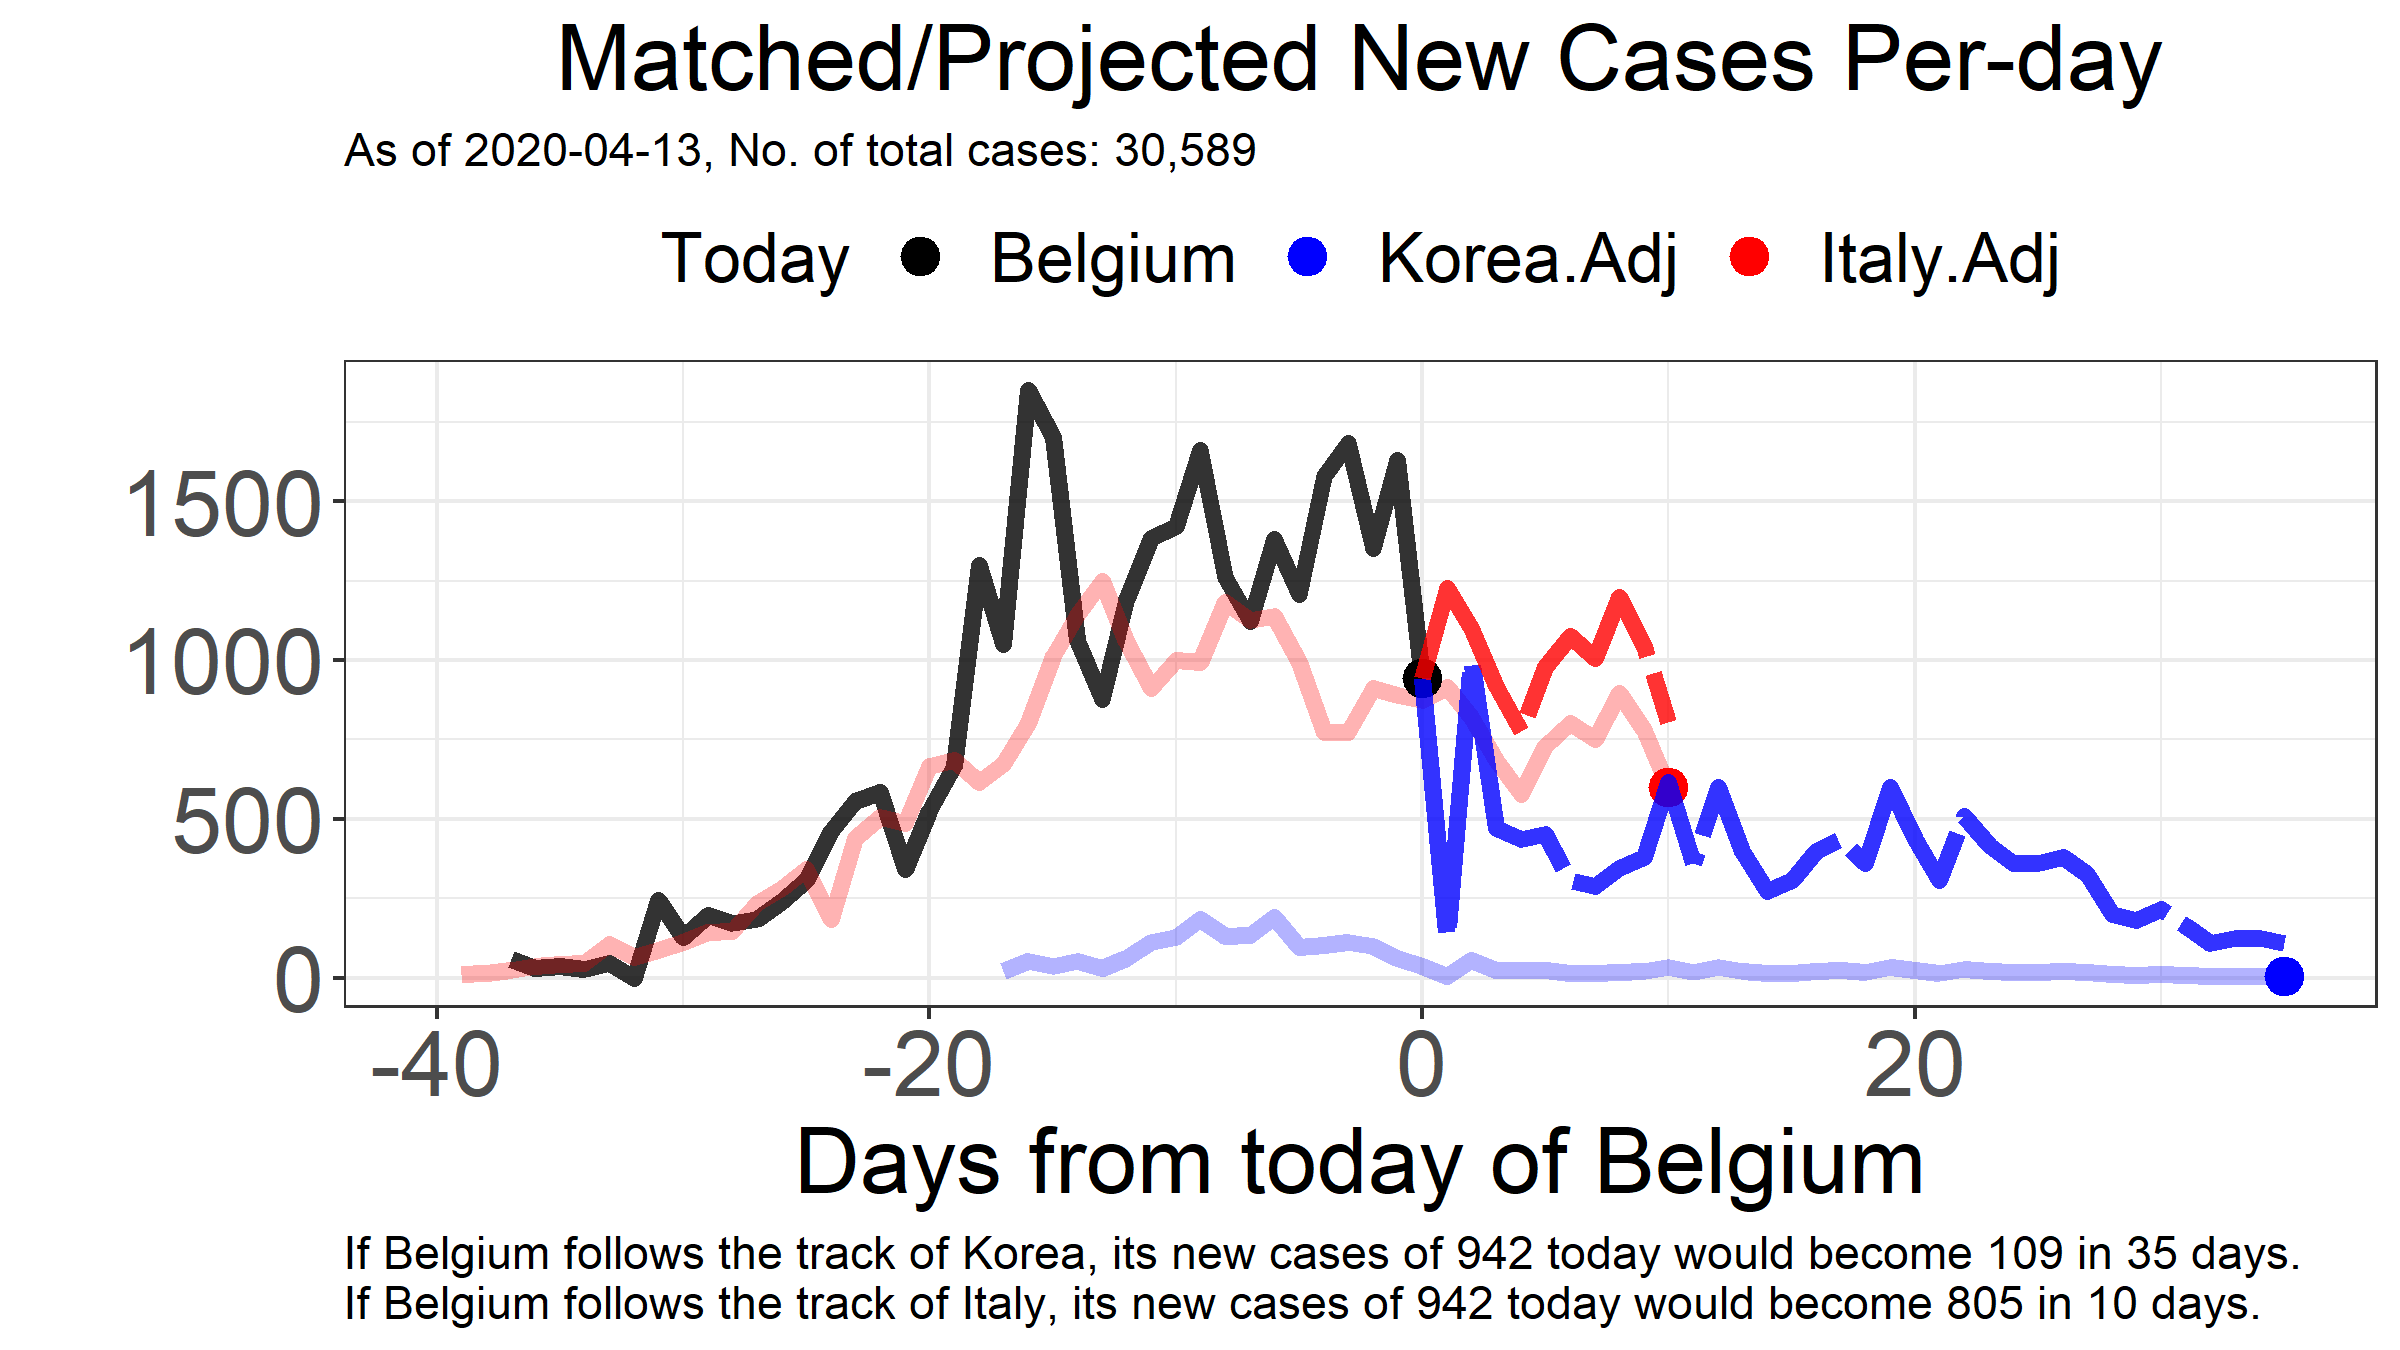 Matched/Projected New Cases Per-day
As of 2020-04-13, No. of total cases: 30,589
Today Belgium Korea.Adj Italy.Adj
1500
1000
500
0
-40 -20 0 20
Days from today of Belgium
If Belgium follows the track of Korea, its new cases of 942 today would become 109 in 35 days.
If Belgium follows the track of Italy, its new cases of 942 today would become 805 in 10 days.